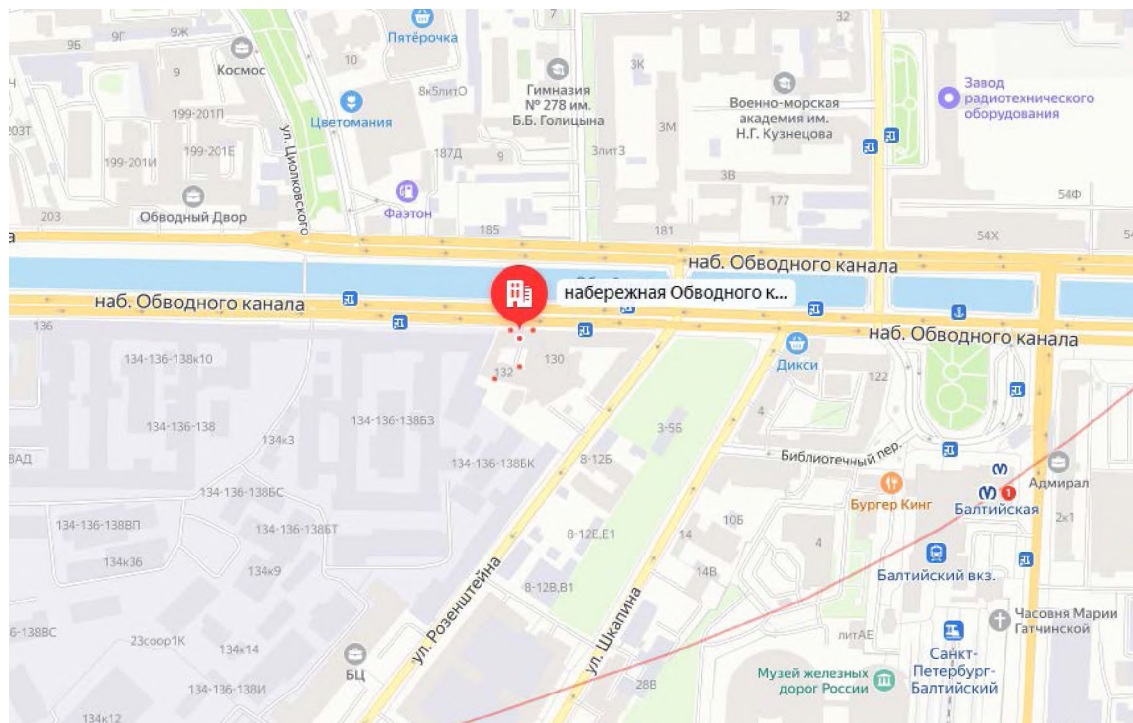 9Б
9Г
9Ж
Космос
9
10
Пятёрочка
7
32
199-201П
8к5литО
Цветомания
Гимназия
№ 278 им.
Б.Б. Голицына
3К
Военно-морская
академия им.
Н.Г. Кузнецова
Завод
радиотехнического
оборудования
203Т
199-201Е
199-201И
ул. Циолковского
187Д
9
3М
3лит3
3В
54Ф
Обводный Двор
Фаэтон
177
203
185
181
54Х
54
наб. Обводного канала
наб. Обводного канала
набережная Обводного к...
наб. Обводного канала
136
134-136-138к10
132
130
Дикси
122
134-136-138
134-136-138Б3
134к3
4
3-5Б
ВАД
134-136-138БК
8-12Б
Библиотечный пер.
134-136-138БС
Бургер Кинг
1
Балтийская
Адмирал
134-136-138ВП
134-136-138БТ
8-12Е,Е1
10Б
14
4
2к1
134к36
134к9
14В
Балтийский вкз.
8-12В,В1
ул. Розенштейна
ул. Шкапина
Часовня Марии
Гатчинской
6-138ВС
23соор1К
134к14
БЦ
литАЕ
Санкт-
Петербург-
Балтийский
Музей железных
дорог России
134-136-138И
28В
134к12